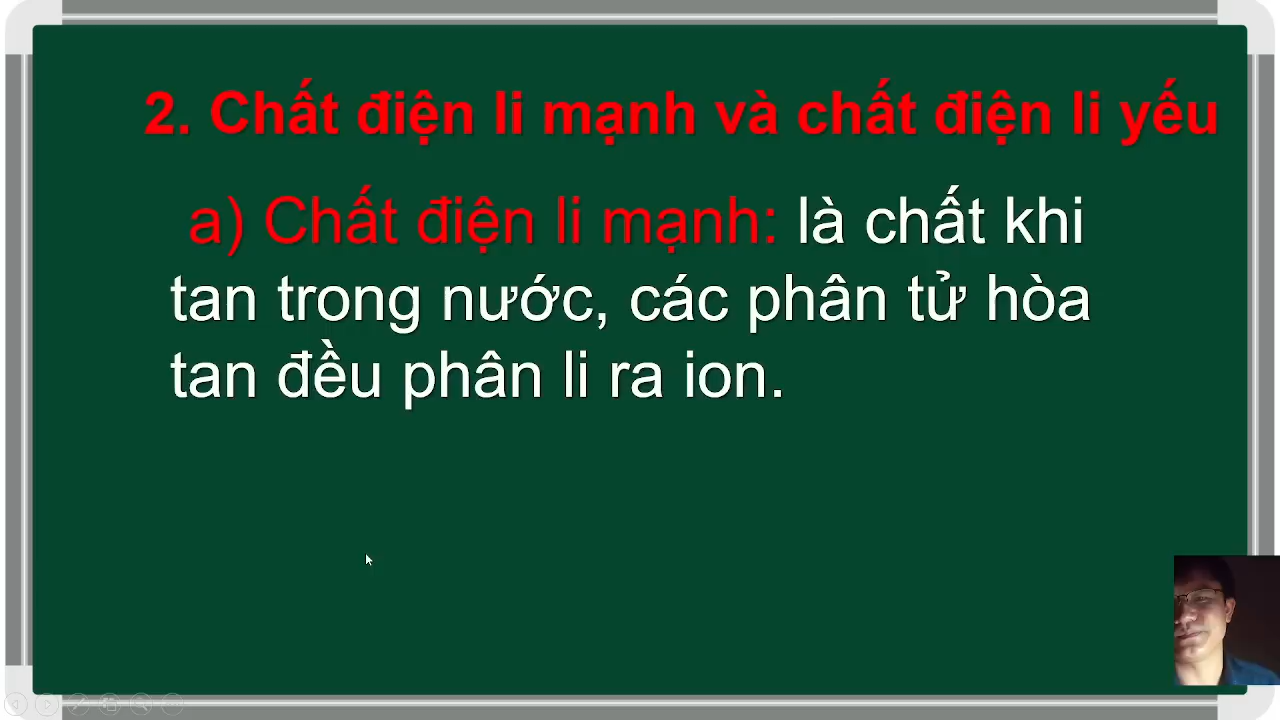 2. Chất điện li mạnh và chất điện li yếu
a) Chất điện li mạnh: là chất khi
tan trong nước, các phân tử hòa
tan đều phân li ra ion.